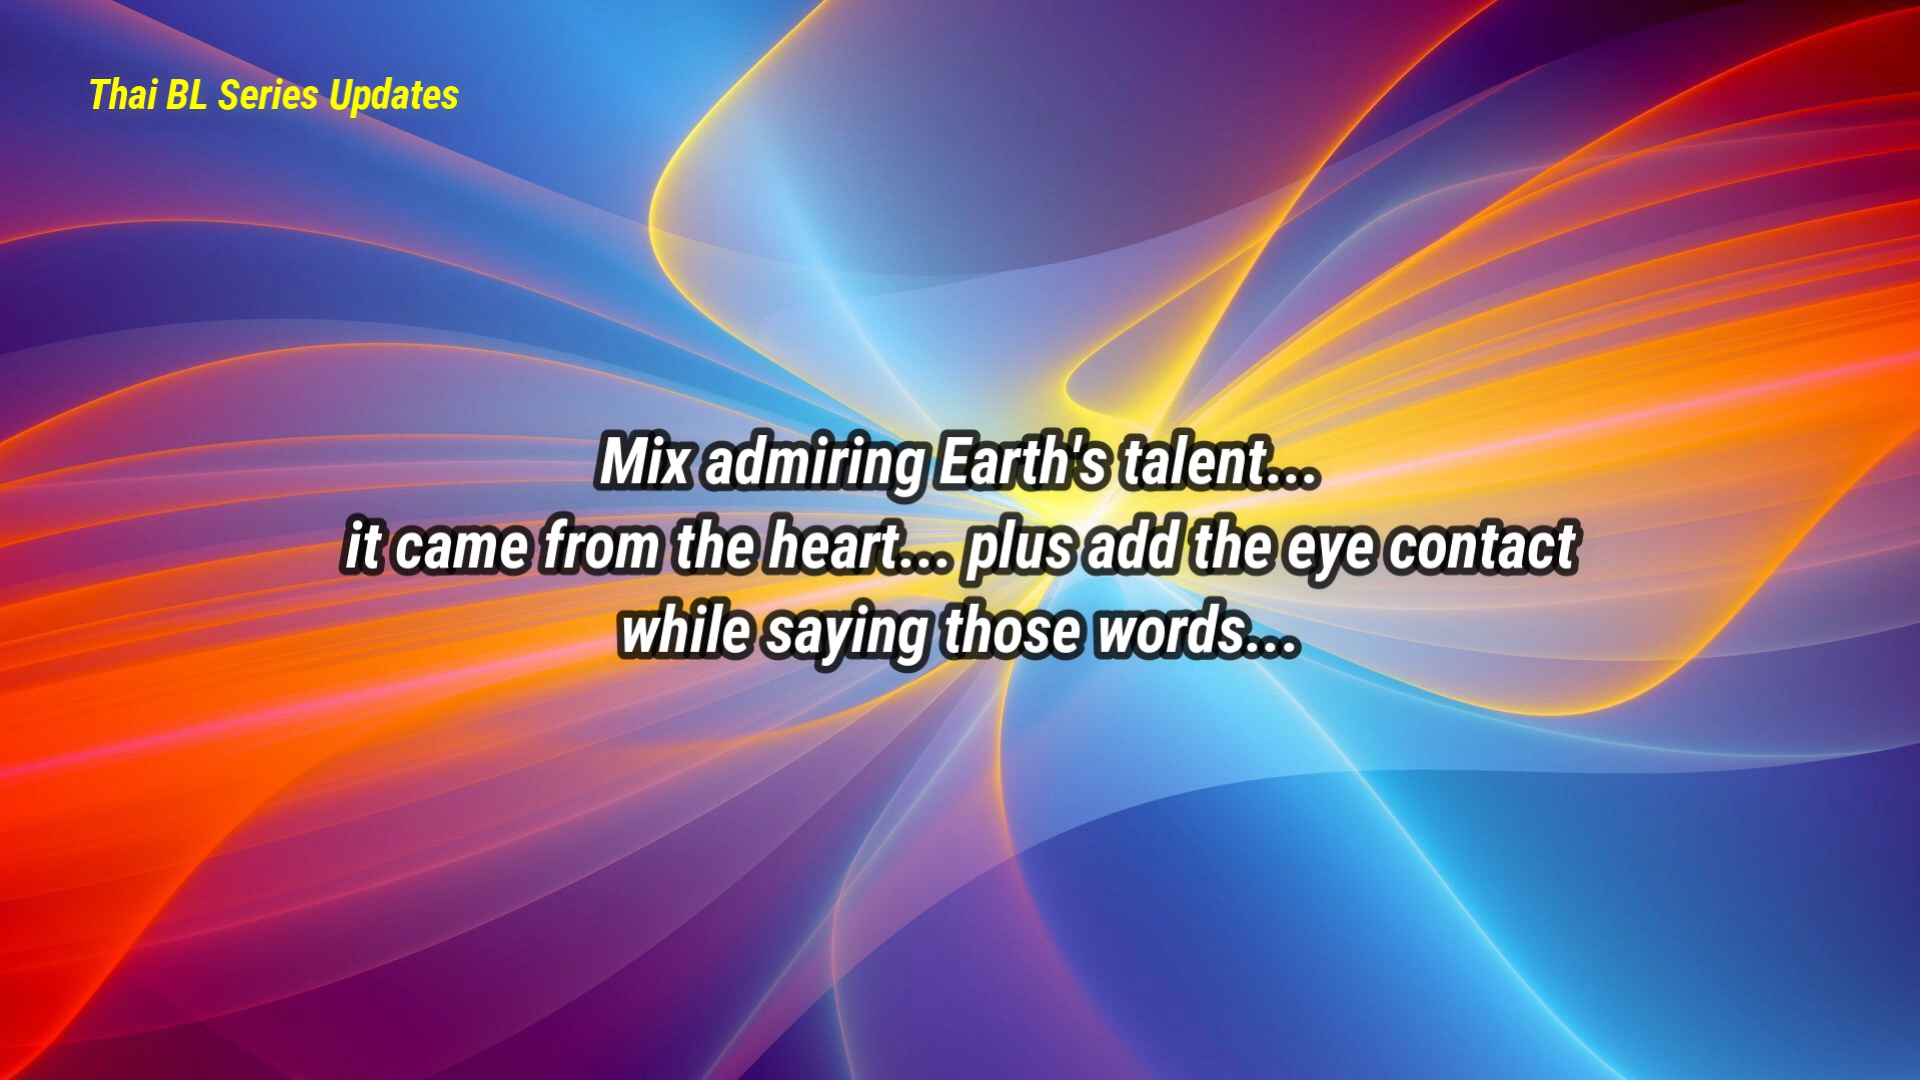 Thai BL Series Updates
Mix admiring Earth's talent...
it came from the heart... plus add the eye contact
while saying those words...